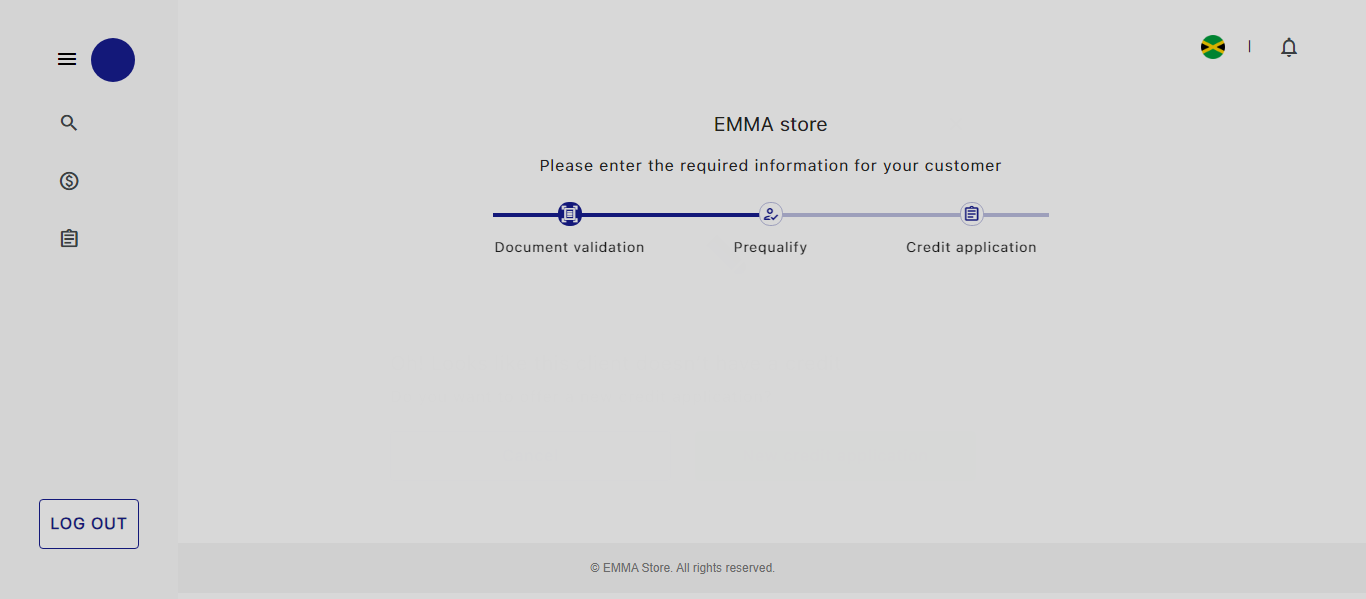 EMMA store
Please enter the required information for your customer
Document validation
Prequalify
Credit application
LOG OUT
© EMMA Store. All rights reserved.